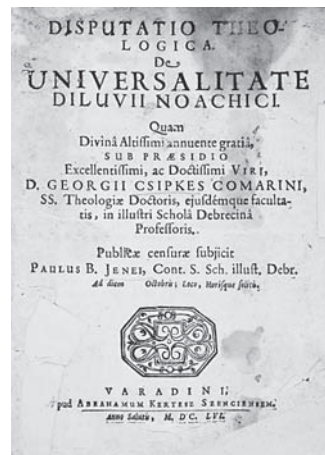 DISPUTATIO THEO-
LOGICA.
De
UNIVERSALITATE
DILUVII NOACHICI.
Quam
Divinâ Altiſſimi annuente gratiâ,
SUB PRÆSIDIO
Excellentiſſimi, ac Doctiſſimi VIRI,
D. GEORGII CSIPKES COMARINI,
SS. Theologiæ Doctoris, ejuſdémque faculta-
tis, in illuſtri Scholâ Debrecinâ
Profeſſoris.
Publicæ cenſuræ ſubjicit
PAULUS B. JENEI, Cont. S. Sch. illuſt. Debr.
Ad diem Octobris; Loco, Horiſque ſolitis.
VARADINI,
pud ABRAHAMUM KERTESZ SZENCIENSEM.
Anno Salutis, M. DC. LVI.